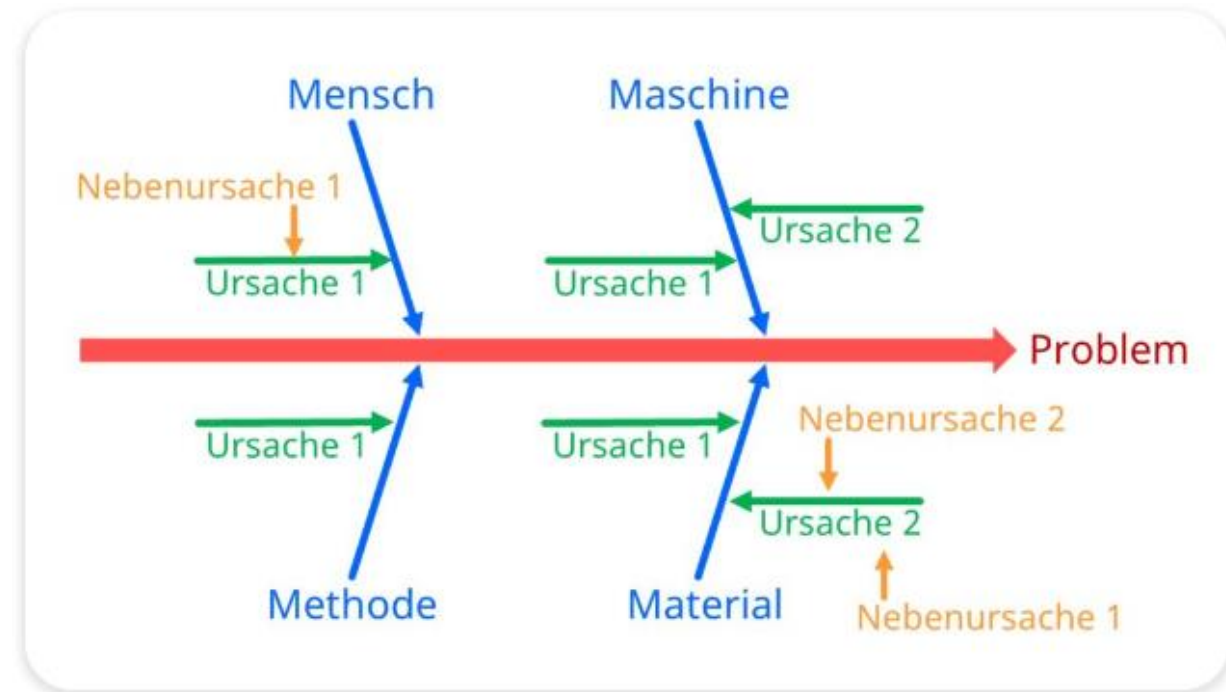 Mensch
Maschine
Nebenursache 1
Ursache 2
Ursache 1
Ursache 1
Problem
Ursache 1
Ursache 1
Nebenursache 2
Ursache 2
Methode
Material
Nebenursache 1